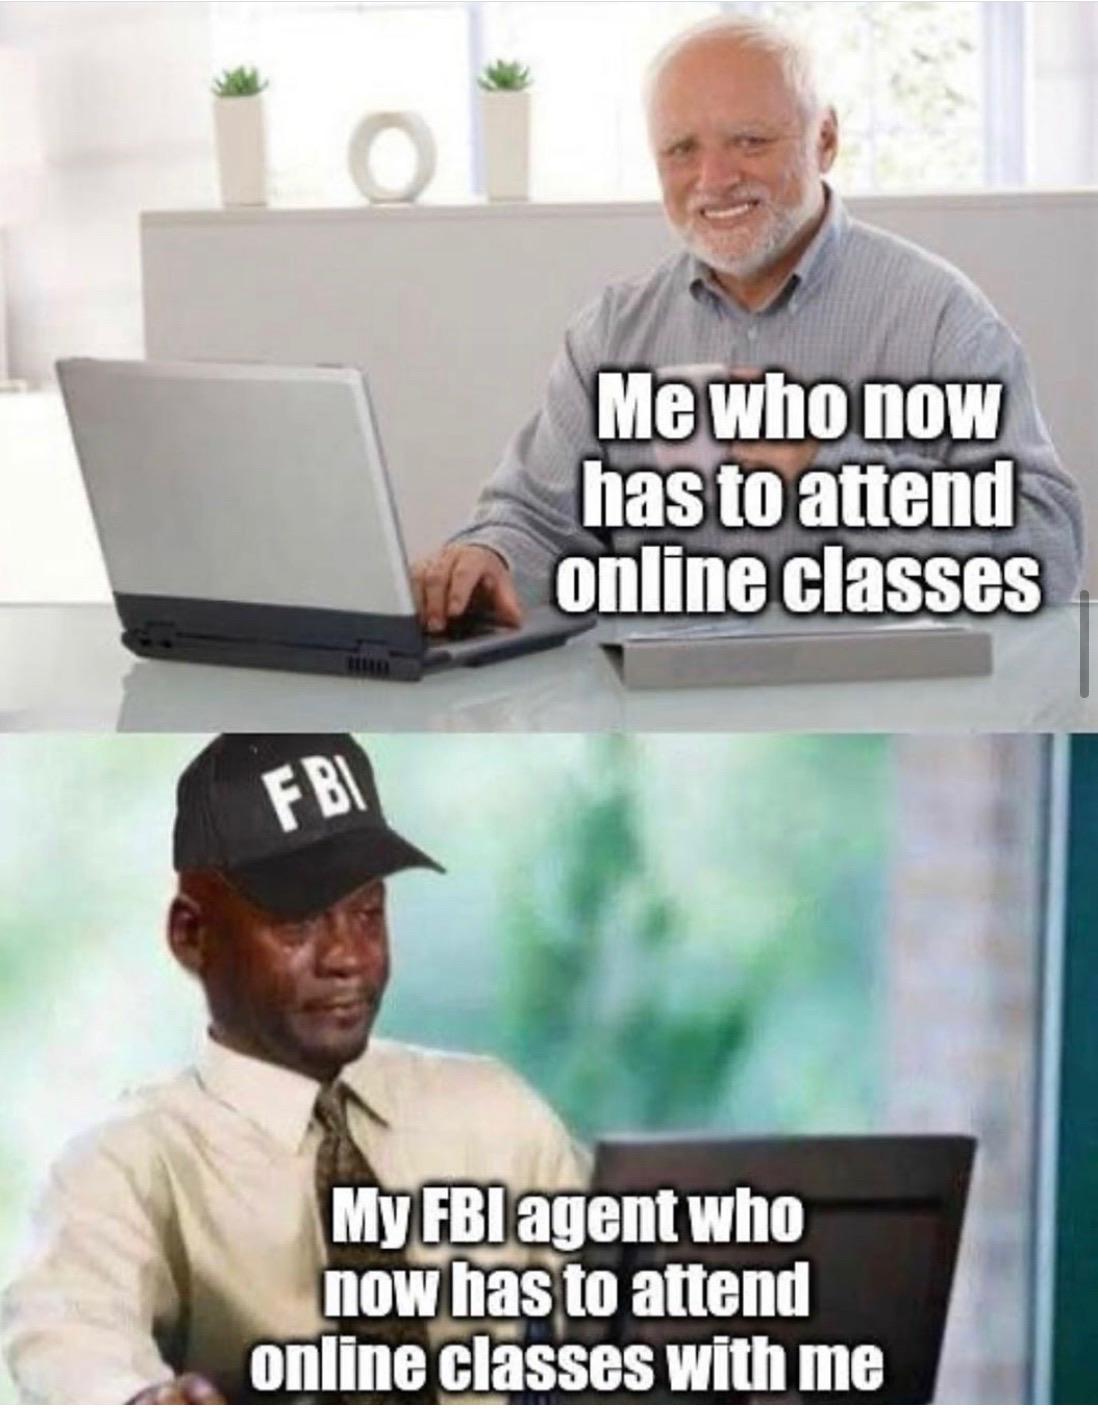 Me who now
has to attend
online classes
FBI
My FBI agent who
now has to attend
online classes with me